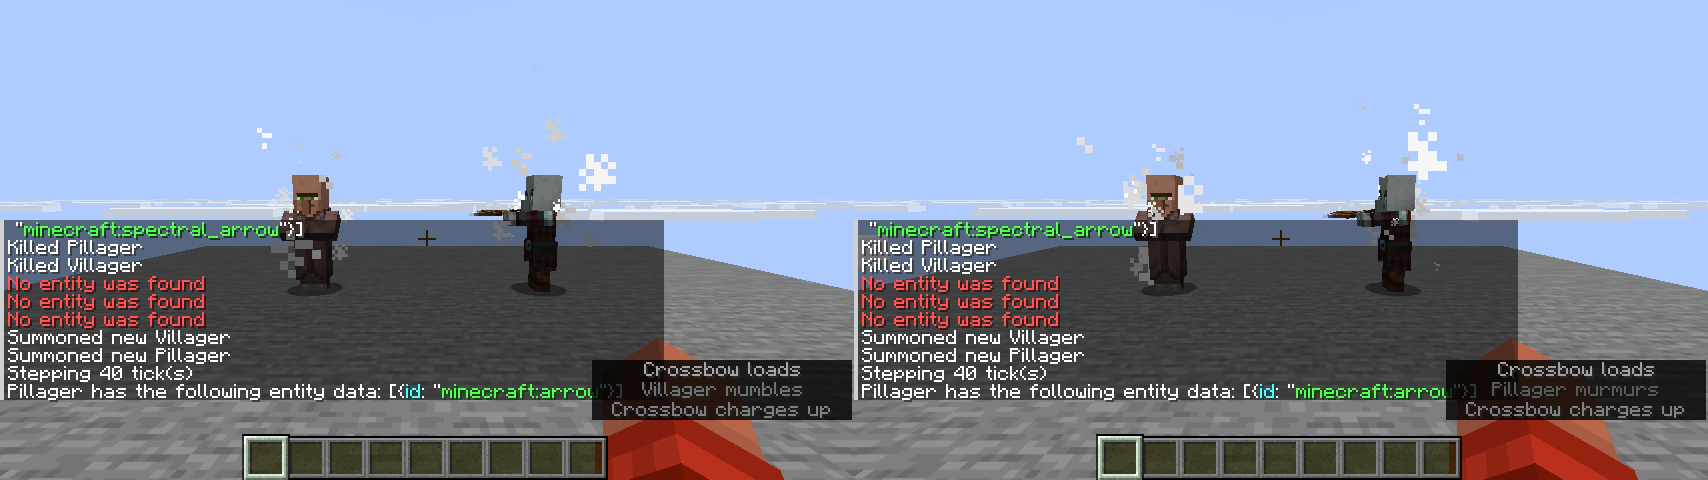 "minecraft:spectral_arrow"}]
Killed Pillager
Killed Villager
No entity was found
No entity was found
No entity was found
Summoned new Villager
Summoned new Pillager
Stepping 40 tick(s)
Pillager has the following entity data: [{id: "minecraft:arrow"}]
Crossbow loads
Villager mumbles
Crossbow charges up
"minecraft:spectral_arrow"}]
Killed Pillager
Killed Villager
No entity was found
No entity was found
No entity was found
Summoned new Villager
Summoned new Pillager
Stepping 40 tick(s)
Pillager has the following entity data: [{id: "minecraft:arrow"}]
Crossbow loads
Pillager murmurs
Crossbow charges up